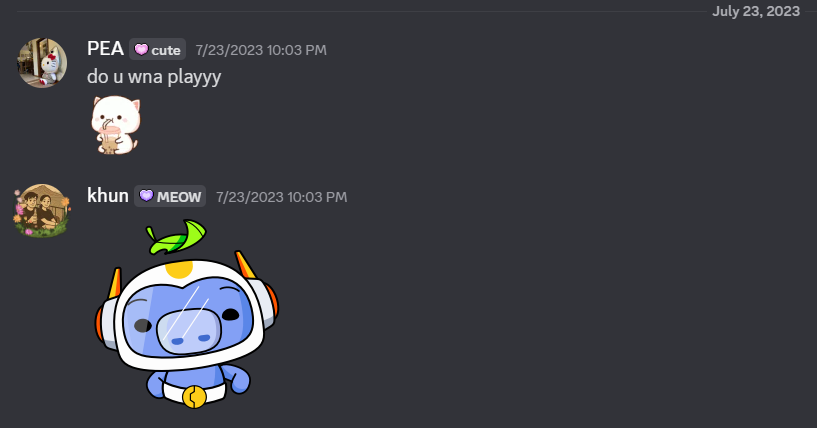 July 23, 2023
PEA cute 7/23/2023 10:03 PM
do u wna playyy
khun MEOW 7/23/2023 10:03 PM